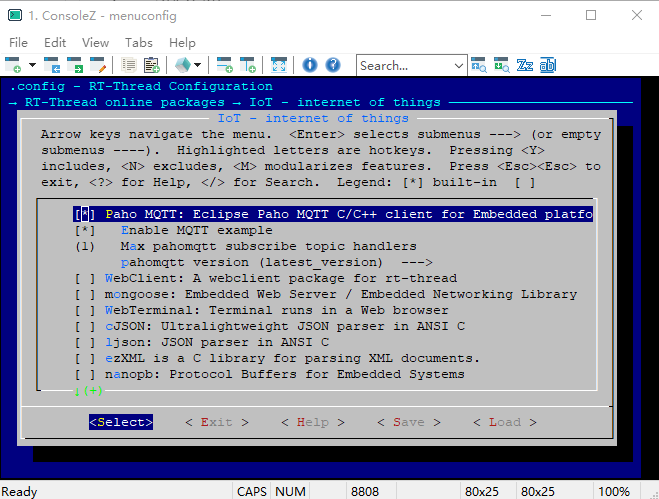 1. ConsoleZ - menuconfig
File Edit View Tabs Help
Search...
.config - RT-Thread Configuration
→ RT-Thread online packages → IoT - internet of things
IoT - internet of things
Arrow keys navigate the menu. <Enter> selects submenus ---> (or empty
submenus ----). Highlighted letters are hotkeys. Pressing <Y>
includes, <N> excludes, <M> modularizes features. Press <Esc><Esc> to
exit, <?> for Help, </> for Search. Legend: [*] built-in [ ]
[*] Paho MQTT: Eclipse Paho MQTT C/C++ client for Embedded platfo
[*] Enable MQTT example
(1) Max pahomqtt subscribe topic handlers
pahomqtt version (latest_version) --->
[ ] WebClient: A webclient package for rt-thread
[ ] mongoose: Embedded Web Server / Embedded Networking Library
[ ] WebTerminal: Terminal runs in a Web browser
[ ] cJSON: Ultralightweight JSON parser in ANSI C
[ ] ljson: JSON parser in ANSI C
[ ] ezXML is a C library for parsing XML documents.
[ ] nanopb: Protocol Buffers for Embedded Systems
↓(+)
<Select> < Exit > < Help > < Save > < Load >
Ready CAPS NUM 8808 80x25 80x25 100%